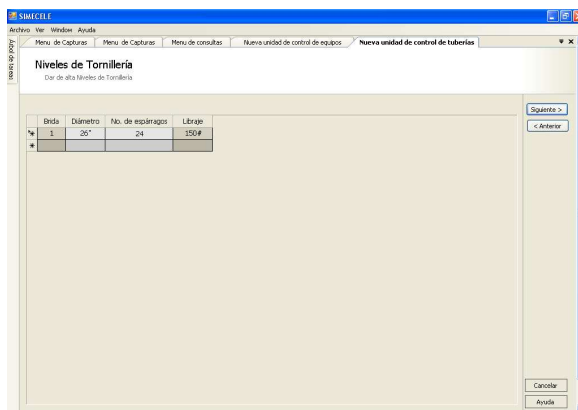 SIMECELE
Archivo Ver Window Ayuda
Árbol de tareas
Menu de Capturas Menu de Capturas Menu de consultas Nueva unidad de control de equipos Nueva unidad de control de tuberías
Niveles de Tornillería
Dar de alta Niveles de Tornillería
Siguiente >
< Anterior
Brida Diámetro No. de espárragos Libraje
1 26" 24 150#
Cancelar
Ayuda